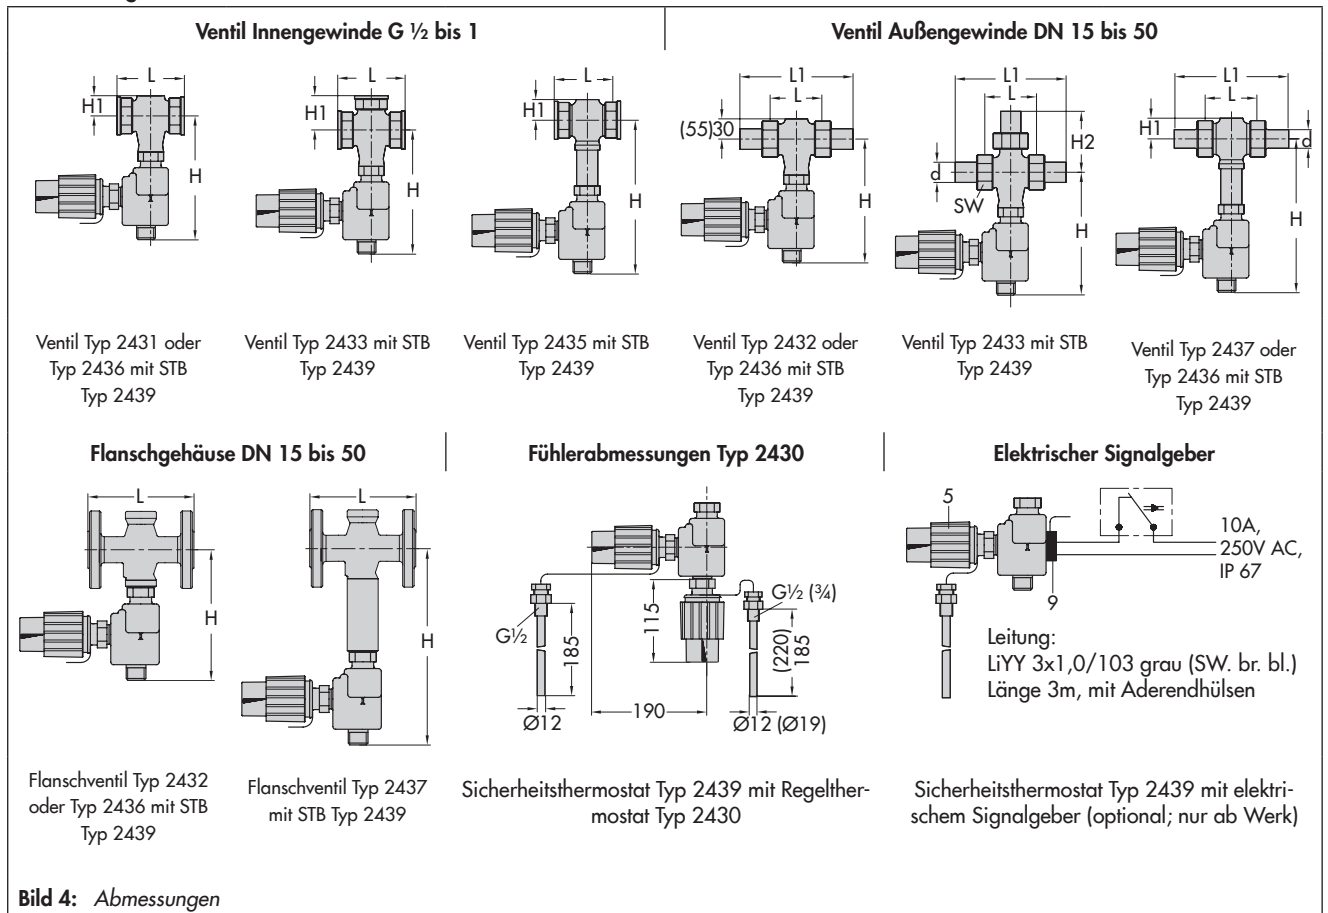 Ventil Innengewinde G ½ bis 1
Ventil Außengewinde DN 15 bis 50
L
H1
H
L
H1
H
L
H1
H
L1
L
(55)30
H
L1
L
H2
d
SW
H
L1
L
H1
d
H
Ventil Typ 2431 oder
Typ 2436 mit STB
Typ 2439
Ventil Typ 2433 mit STB
Typ 2439
Ventil Typ 2435 mit STB
Typ 2439
Ventil Typ 2432 oder
Typ 2436 mit STB
Typ 2439
Ventil Typ 2433 mit STB
Typ 2439
Ventil Typ 2437 oder
Typ 2436 mit STB
Typ 2439
Flanschgehäuse DN 15 bis 50
Fühlerabmessungen Typ 2430
Elektrischer Signalgeber
L
H
L
H
G½
185
Ø12
115
190
G½ (¾)
(220)
185
Ø12 (Ø19)
5
9
10A,
250V AC,
IP 67
Leitung:
LiYY 3x1,0/103 grau (SW. br. bl.)
Länge 3m, mit Aderendhülsen
Flanschventil Typ 2432
oder Typ 2436 mit STB
Typ 2439
Flanschventil Typ 2437
mit STB Typ 2439
Sicherheitsthermostat Typ 2439 mit Regelther-
mostat Typ 2430
Sicherheitsthermostat Typ 2439 mit elektri-
schem Signalgeber (optional; nur ab Werk)
Bild 4: Abmessungen